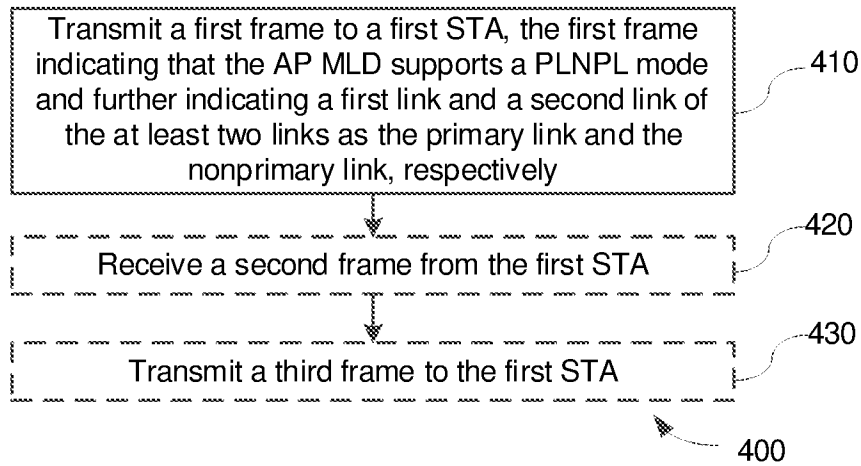 Transmit a first frame to a first STA, the first frame
indicating that the AP MLD supports a PLNPL mode
and further indicating a first link and a second link of
the at least two links as the primary link and the
nonprimary link, respectively
410
420
Receive a second frame from the first STA
430
Transmit a third frame to the first STA
400